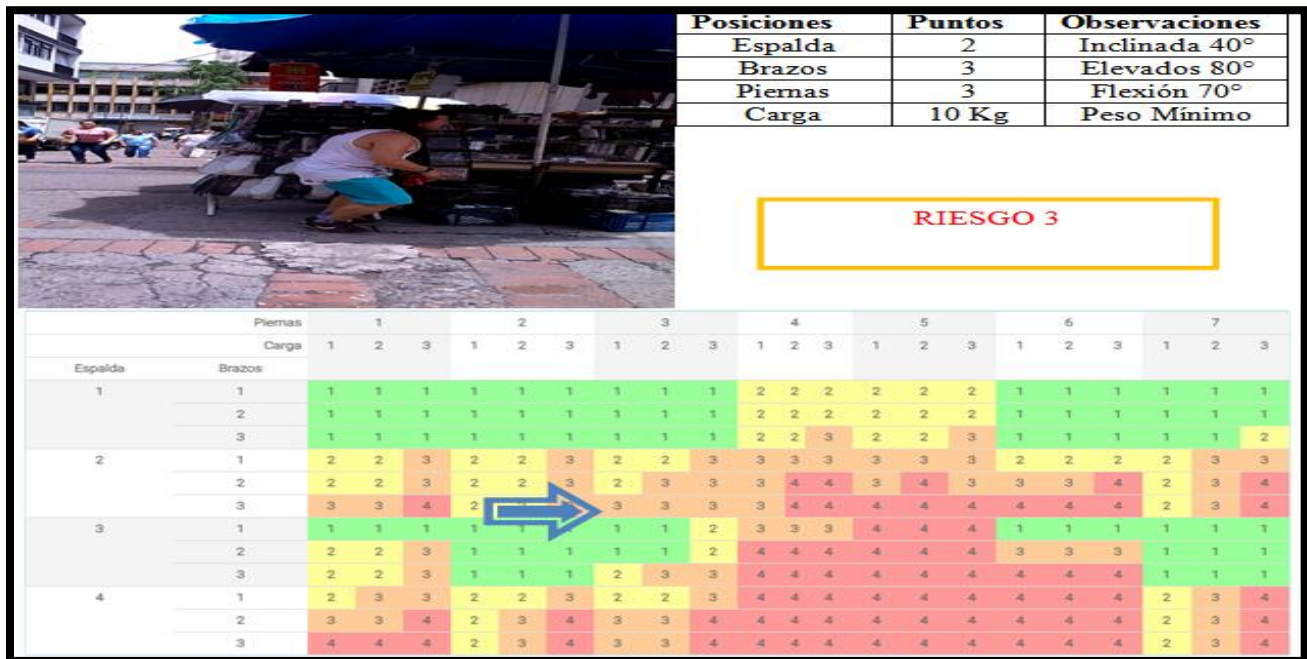 Posiciones Puntos Observaciones
Espalda 2 Inclinada 40°
Brazos 3 Elevados 80°
Piernas 3 Flexión 70°
Carga 10 Kg Peso Mínimo
RIESGO 3
Piernas 1 2 3 4 5 6 7
Carga 1 2 3 1 2 3 1 2 3 1 2 3 1 2 3 1 2 3 1 2 3
Espalda Brazos
1 1 1 1 1 1 1 1 1 1 1 2 2 2 2 2 2 1 1 1 1 1 1
2 1 1 1 1 1 1 1 1 1 2 2 2 2 2 2 1 1 1 1 1 1
3 1 1 1 1 1 1 1 1 1 2 2 3 2 2 3 1 1 1 1 1 2
2 1 2 2 3 2 2 3 2 2 3 3 3 3 3 3 3 2 2 2 2 3 3
2 2 2 3 2 2 3 2 3 3 3 4 4 3 4 3 3 3 4 2 3 4
3 3 3 4 2 3 3 3 3 4 4 4 4 4 4 4 4 2 3 4
3 1 1 1 1 1 1 1 1 2 3 3 3 4 4 4 1 1 1 1 1 1
2 2 2 3 1 1 1 1 1 2 4 4 4 4 4 4 3 3 3 1 1 1
3 2 2 3 1 1 1 2 3 3 4 4 4 4 4 4 4 4 4 1 1 1
4 1 2 3 3 2 2 3 2 2 3 4 4 4 4 4 4 4 4 4 2 3 4
2 3 3 4 2 3 4 3 3 4 4 4 4 4 4 4 4 4 4 2 3 4
3 4 4 4 2 3 4 3 3 4 4 4 4 4 4 4 4 4 4 2 3 4